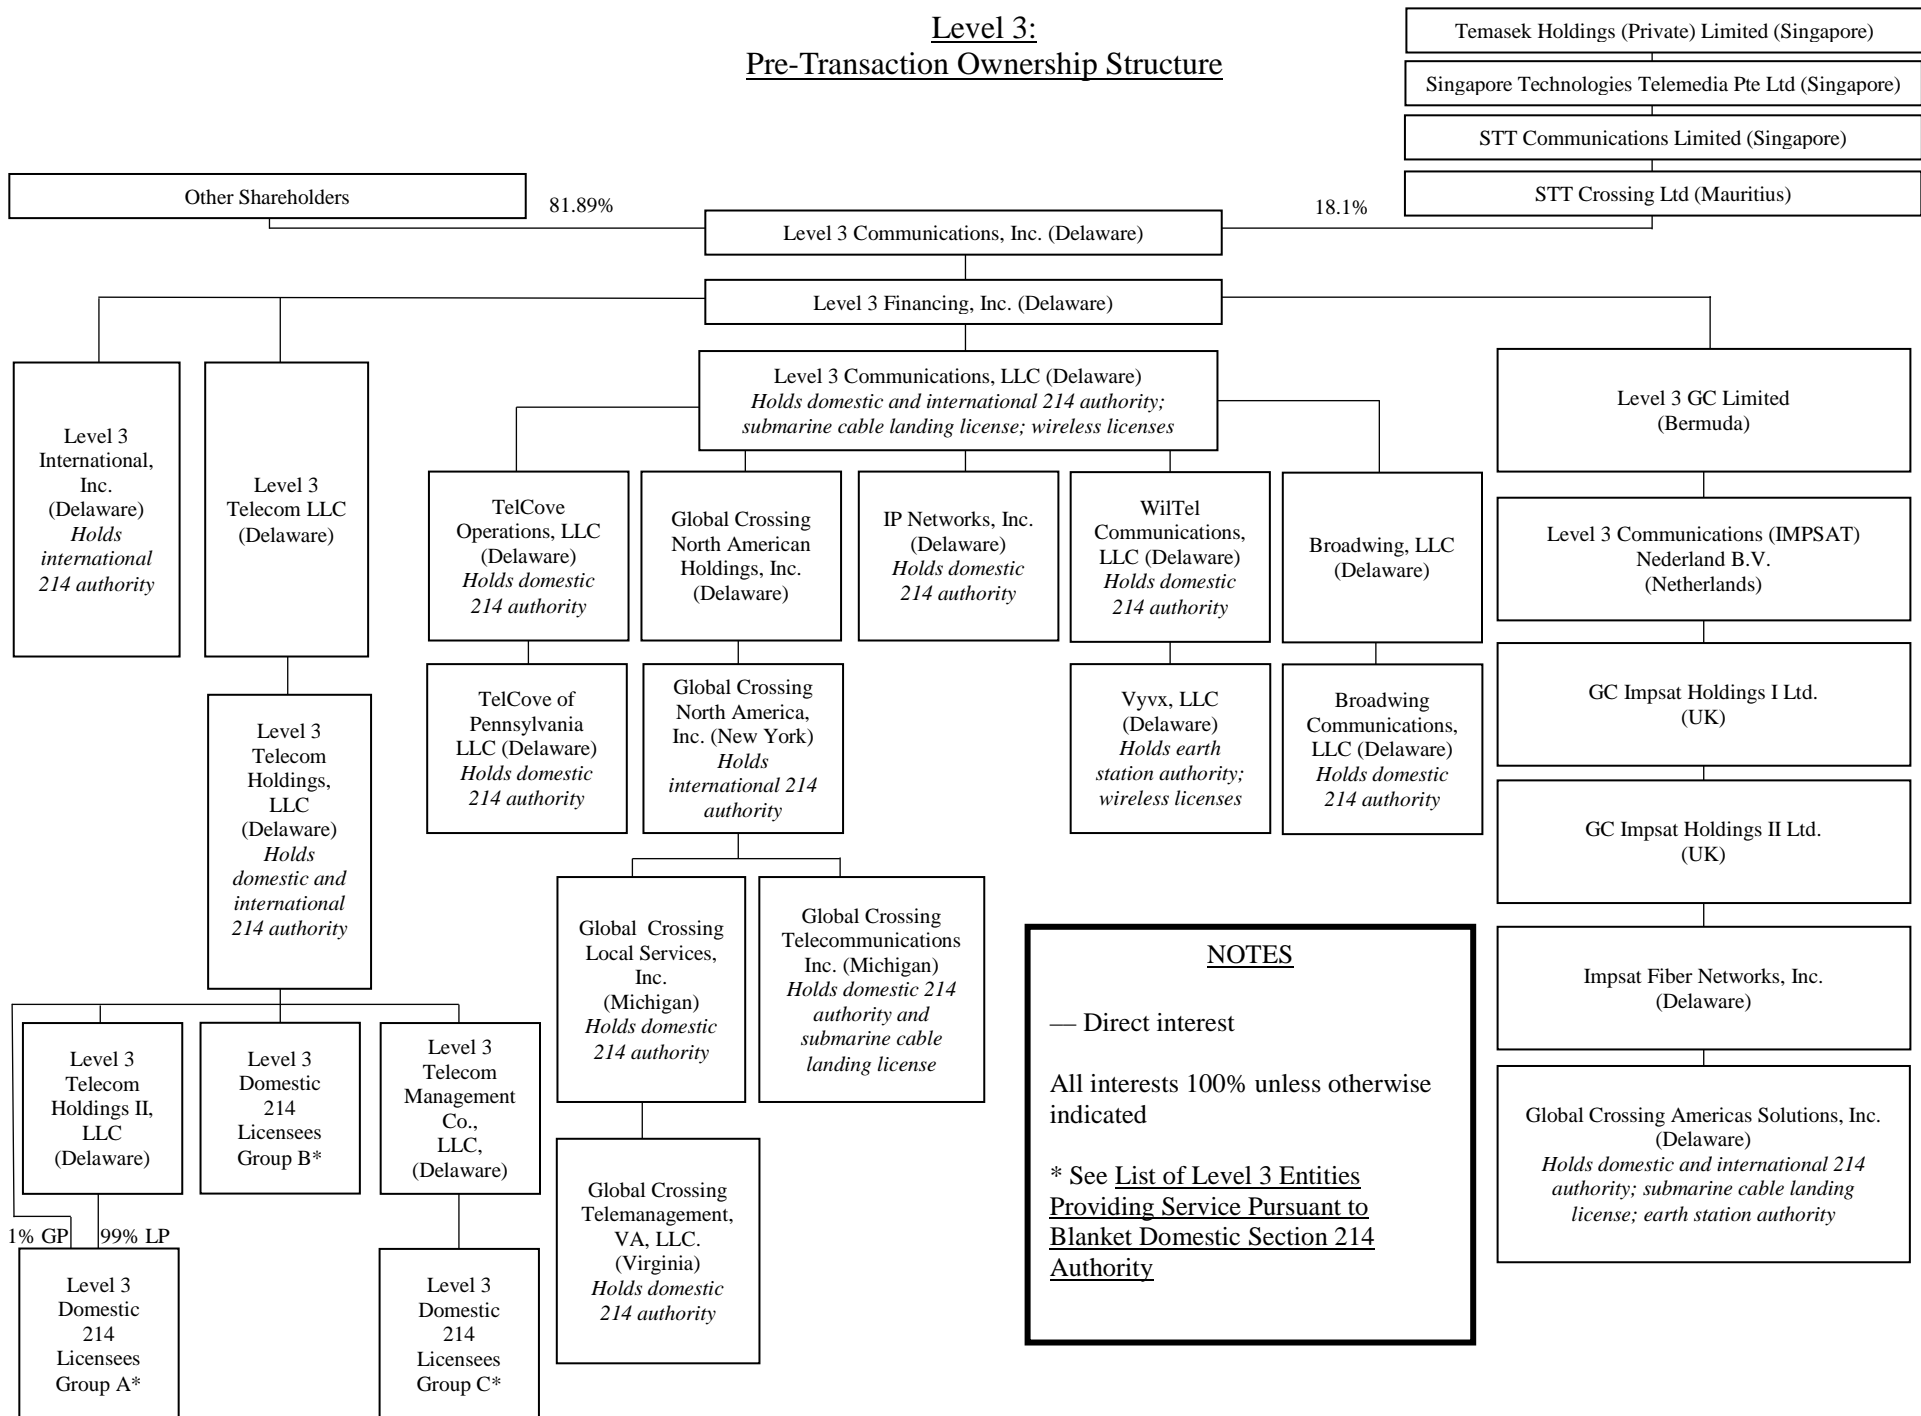 Level 3:
Pre-Transaction Ownership Structure
Temasek Holdings (Private) Limited (Singapore)
Singapore Technologies Telemedia Pte Ltd (Singapore)
STT Communications Limited (Singapore)
STT Crossing Ltd (Mauritius)
Other Shareholders
81.89%
18.1%
Level 3 Communications, Inc. (Delaware)
Level 3 Financing, Inc. (Delaware)
Level 3
International,
Inc.
(Delaware)
Holds
international
214 authority
Level 3
Telecom LLC
(Delaware)
Level 3 Communications, LLC (Delaware)
Holds domestic and international 214 authority;
submarine cable landing license; wireless licenses
Level 3 GC Limited
(Bermuda)
TelCove
Operations, LLC
(Delaware)
Holds domestic
214 authority
Global Crossing
North American
Holdings, Inc.
(Delaware)
IP Networks, Inc.
(Delaware)
Holds domestic
214 authority
WilTel
Communications,
LLC (Delaware)
Holds domestic
214 authority
Broadwing, LLC
(Delaware)
Level 3 Communications (IMPSAT)
Nederland B.V.
(Netherlands)
Level 3
Telecom
Holdings,
LLC
(Delaware)
Holds
domestic and
international
214 authority
TelCove of
Pennsylvania
LLC (Delaware)
Holds domestic
214 authority
Global Crossing
North America,
Inc. (New York)
Holds
international 214
authority
Vyvx, LLC
(Delaware)
Holds earth
station authority;
wireless licenses
Broadwing
Communications,
LLC (Delaware)
Holds domestic
214 authority
GC Impsat Holdings I Ltd.
(UK)
GC Impsat Holdings II Ltd.
(UK)
Global  Crossing
Local Services,
Inc.
(Michigan)
Holds domestic
214 authority
Global Crossing
Telecommunications
Inc. (Michigan)
Holds domestic 214
authority and
submarine cable
landing license
Impsat Fiber Networks, Inc.
(Delaware)
Level 3
Telecom
Holdings II,
LLC
(Delaware)
Level 3
Domestic
214
Licensees
Group B*
Level 3
Telecom
Management
Co.,
LLC,
(Delaware)
Global Crossing Americas Solutions, Inc.
(Delaware)
Holds domestic and international 214
authority; submarine cable landing
license; earth station authority
Global Crossing
Telemanagement,
VA, LLC.
(Virginia)
Holds domestic
214 authority
1% GP
99% LP
Level 3
Domestic
214
Licensees
Group A*
Level 3
Domestic
214
Licensees
Group C*
NOTES
— Direct interest
All interests 100% unless otherwise
indicated
* See List of Level 3 Entities
Providing Service Pursuant to
Blanket Domestic Section 214
Authority